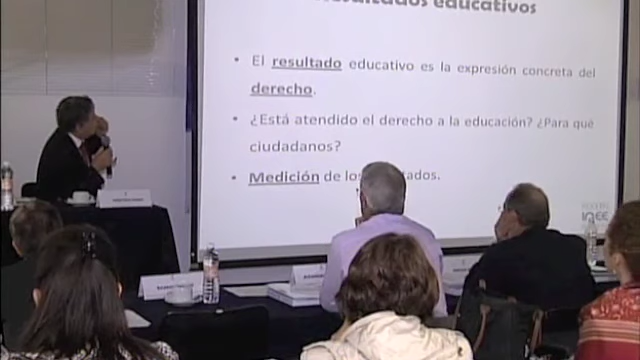 resultados educativos
• El resultado educativo es la expresión concreta del
derecho.
• ¿Está atendido el derecho a la educación? ¿Para qué
ciudadanos?
• Medición de los
INEE